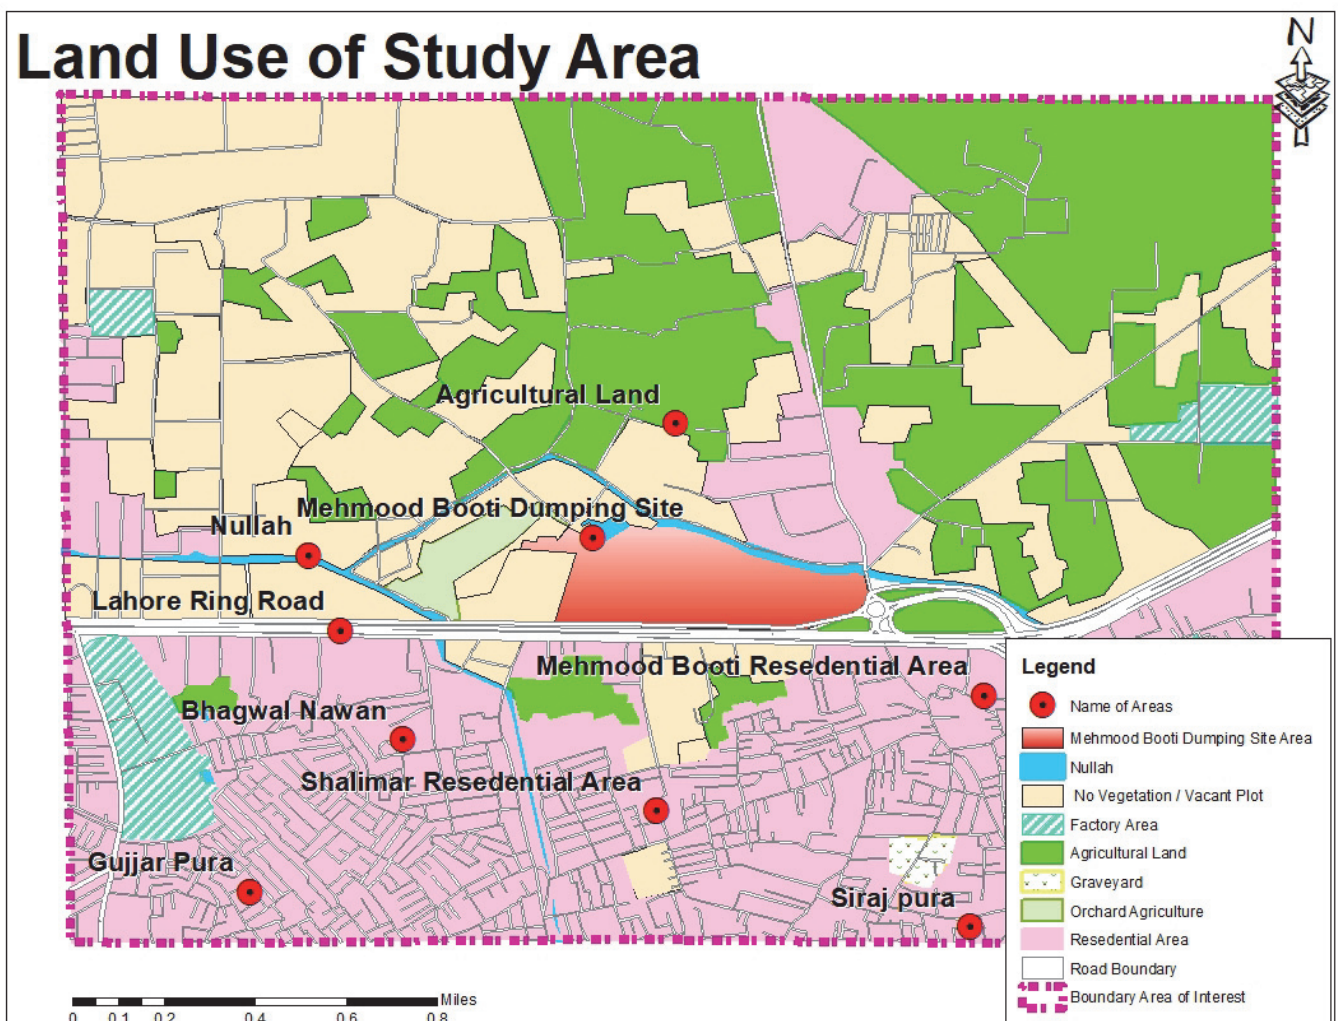 Land Use of Study Area
N
Agricultural Land
Mehmood Booti Dumping Site
Nullah
Lahore Ring Road
Mehmood Booti Resedential Area
Bhagwal Nawan
Shalimar Resedential Area
Gujjar Pura
Siraj pura
Legend
Name of Areas
Mehmood Booti Dumping Site Area
Nullah
No Vegetation / Vacant Plot
Factory Area
Agricultural Land
Graveyard
Orchard Agriculture
Resedential Area
Road Boundary
Boundary Area of Interest
Miles
0 0.1 0.2 0.4 0.6 0.8